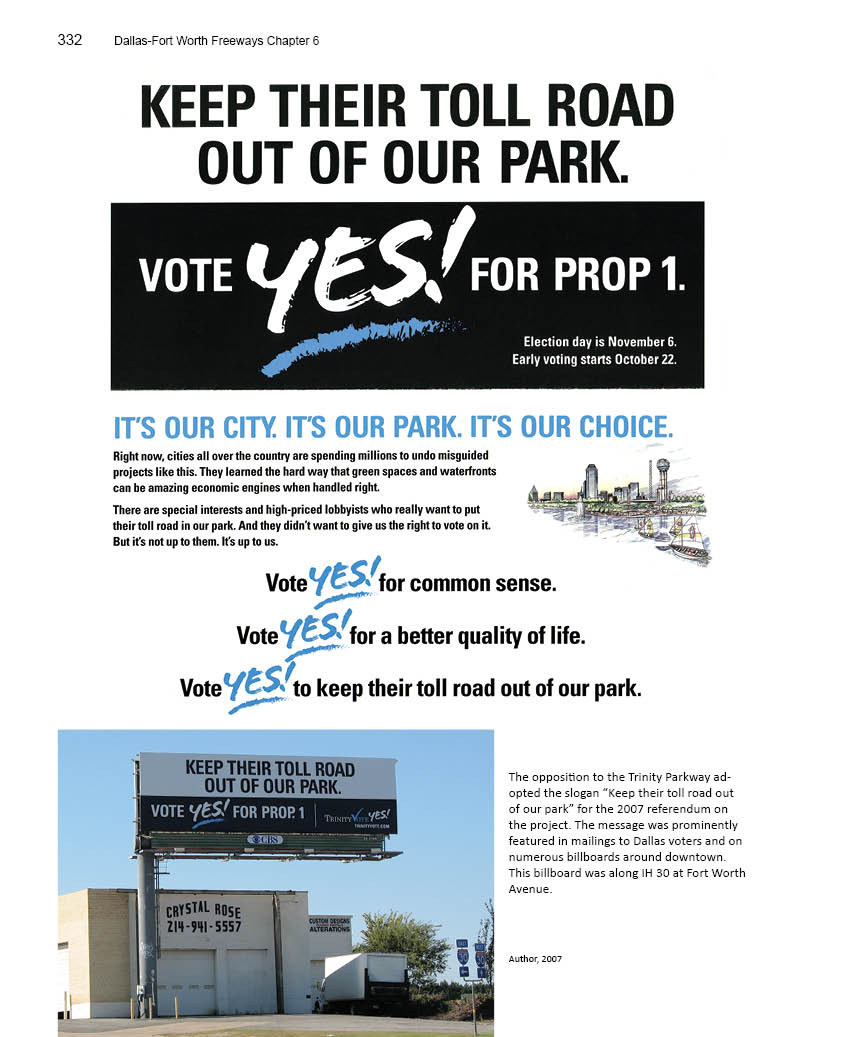 332 Dallas-Fort Worth Freeways Chapter 6
KEEP THEIR TOLL ROAD
OUT OF OUR PARK.
VOTE YES! FOR PROP 1.
Election day is November 6.
Early voting starts October 22.
IT'S OUR CITY. IT'S OUR PARK. IT'S OUR CHOICE.
Right now, cities all over the country are spending millions to undo misguided
projects like this. They learned the hard way that green spaces and waterfronts
can be amazing economic engines when handled right.
There are special interests and high-priced lobbyists who really want to put
their toll road in our park. And they didn't want to give us the right to vote on it.
But it's not up to them. It's up to us.
Vote YES! for common sense.
Vote YES! for a better quality of life.
Vote YES! to keep their toll road out of our park.
KEEP THEIR TOLL ROAD
OUT OF OUR PARK.
VOTE YES! FOR PROP. 1
TRINITY VOTE YES!
TRINITYVOTE.COM
CBS
CRYSTAL ROSE
214-941-5557
CUSTOM DESIGNS
ALTERATIONS
The opposition to the Trinity Parkway ad-
opted the slogan “Keep their toll road out
of our park” for the 2007 referendum on
the project. The message was prominently
featured in mailings to Dallas voters and on
numerous billboards around downtown.
This billboard was along IH 30 at Fort Worth
Avenue.
Author, 2007